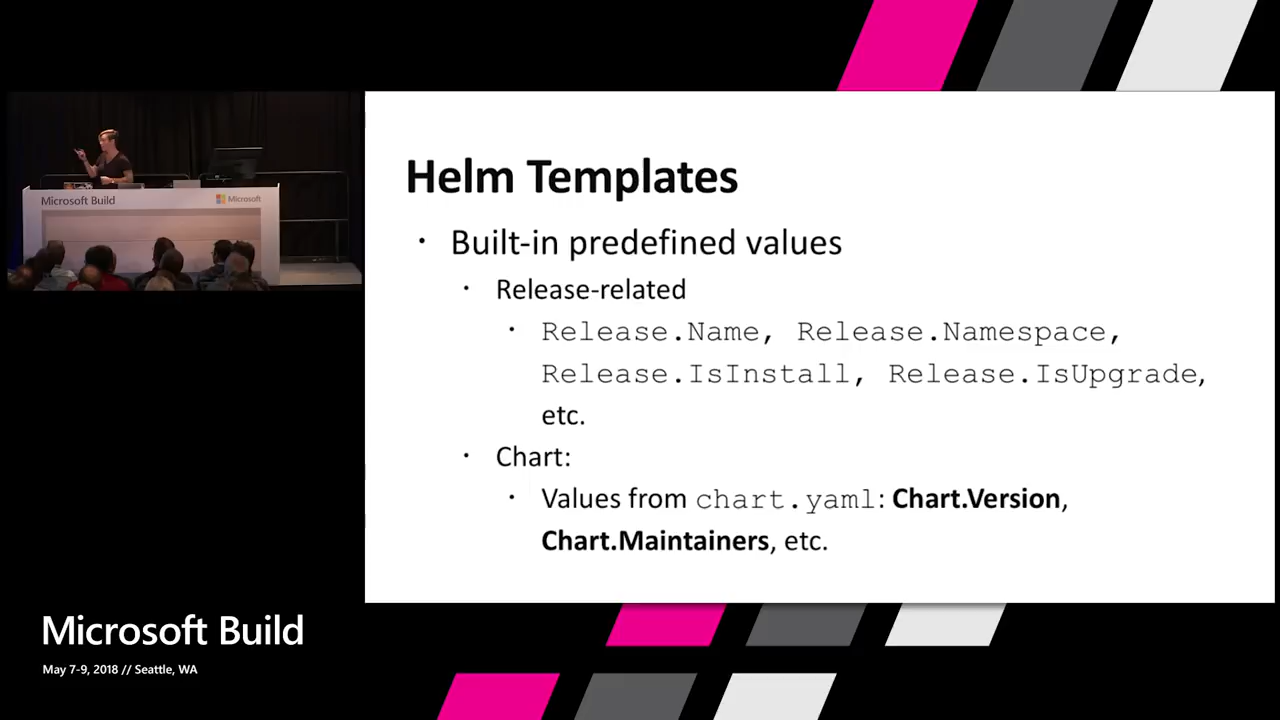 Microsoft Build
Microsoft
Helm Templates
• Built-in predefined values
• Release-related
• Release.Name, Release.Namespace,
Release.IsInstall, Release.IsUpgrade,
etc.
• Chart:
• Values from chart.yaml: Chart.Version,
Chart.Maintainers, etc.
Microsoft Build
May 7-9, 2018 // Seattle, WA